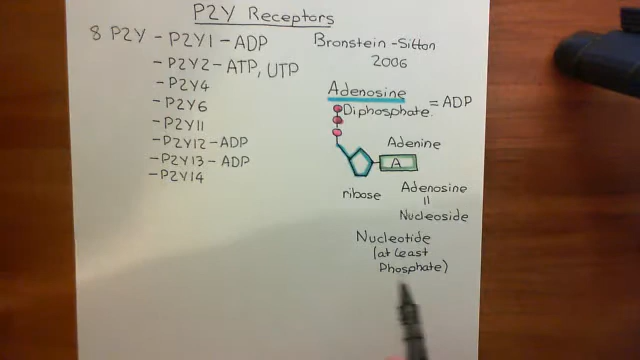 P2Y Receptors
8 P2Y - P2Y1 - ADP
- P2Y2 - ATP, UTP
- P2Y4
- P2Y6
- P2Y11
- P2Y12 - ADP
- P2Y13 - ADP
- P2Y14
Bronstein-Sitton
2006
Adenosine
Diphosphate = ADP
Adenine
A
ribose
Adenosine
=
Nucleoside
Nucleotide
(at least
Phosphate)